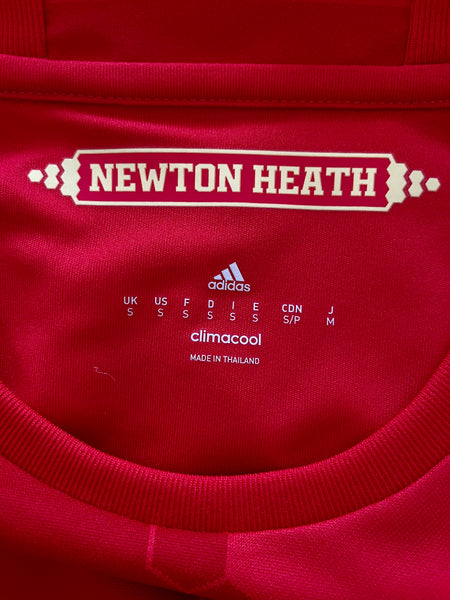 NEWTON HEATH
adidas
UK US F D I E CDN J
S S S S S S S/P M
climacool
MADE IN THAILAND